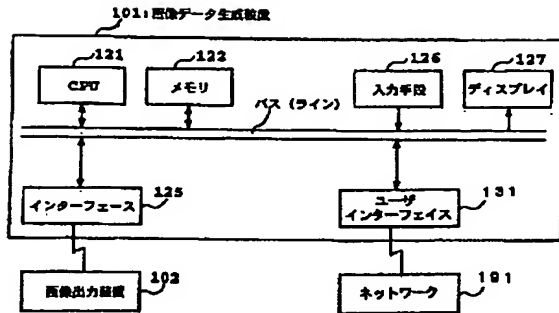 101:画像データ生成装置
121
122
126
127
CPU
メモリ
入力手段
ディスプレイ
バス（ライン）
インターフェース
125
ユーザ
インターフェイス
131
画像出力装置
102
ネットワーク
191